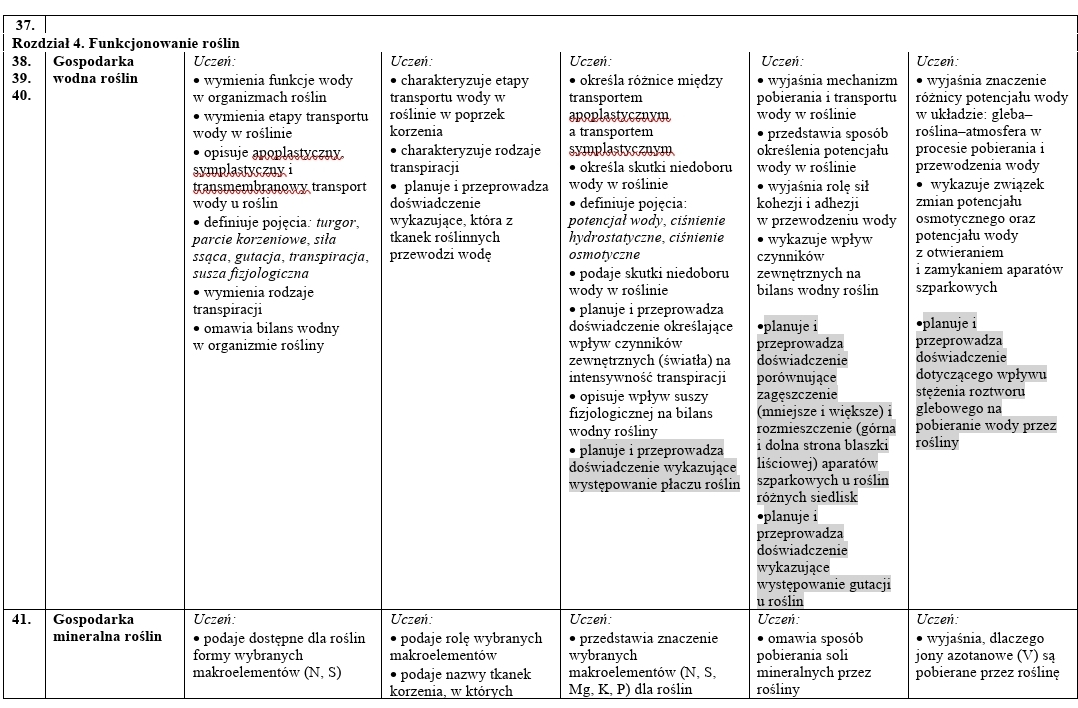 37.
Rozdział 4. Funkcjonowanie roślin
38.
39.
40.
Gospodarka
wodna roślin
Uczeń:
• wymienia funkcje wody
w organizmach roślin
• wymienia etapy transportu
wody w roślinie
• opisuje apoplastyczny,
symplastyczny i
transmembranowy transport
wody u roślin
• definiuje pojęcia: turgor,
parcie korzeniowe, siła
ssąca, gutacja, transpiracja,
susza fizjologiczna
• wymienia rodzaje
transpiracji
• omawia bilans wodny
w organizmie rośliny
Uczeń:
• charakteryzuje etapy
transportu wody w
roślinie w poprzek
korzenia
• charakteryzuje rodzaje
transpiracji
• planuje i przeprowadza
doświadczenie
wykazujące, która z
tkanek roślinnych
przewodzi wodę
Uczeń:
• określa różnice między
transportem
apoplastycznym
a transportem
symplastycznym
• określa skutki niedoboru
wody w roślinie
• definiuje pojęcia:
potencjał wody, ciśnienie
hydrostatyczne, ciśnienie
osmotyczne
• podaje skutki niedoboru
wody w roślinie
• planuje i przeprowadza
doświadczenie określające
wpływ czynników
zewnętrznych (światła) na
intensywność transpiracji
• opisuje wpływ suszy
fizjologicznej na bilans
wodny rośliny
• planuje i przeprowadza
doświadczenie wykazujące
występowanie płaczu roślin
Uczeń:
• wyjaśnia mechanizm
pobierania i transportu
wody w roślinie
• przedstawia sposób
określenia potencjału
wody w roślinie
• wyjaśnia rolę sił
kohezji i adhezji
w przewodzeniu wody
• wykazuje wpływ
czynników
zewnętrznych na
bilans wodny roślin
•planuje i
przeprowadza
doświadczenie
porównujące
zagęszczenie
(mniejsze i większe) i
rozmieszczenie (górna
i dolna strona blaszki
liściowej) aparatów
szparkowych u roślin
różnych siedlisk
•planuje i
przeprowadza
doświadczenie
wykazujące
występowanie gutacji
u roślin
Uczeń:
• wyjaśnia znaczenie
różnicy potencjału wody
w układzie: gleba–
roślina–atmosfera w
procesie pobierania i
przewodzenia wody
• wykazuje związek
zmian potencjału
osmotycznego oraz
potencjału wody
z otwieraniem
i zamykaniem aparatów
szparkowych
•planuje i
przeprowadza
doświadczenie
dotyczącego wpływu
stężenia roztworu
glebowego na
pobieranie wody przez
rośliny
41.
Gospodarka
mineralna roślin
Uczeń:
• podaje dostępne dla roślin
formy wybranych
makroelementów (N, S)
Uczeń:
• podaje rolę wybranych
makroelementów
• podaje nazwy tkanek
korzenia, w których
Uczeń:
• przedstawia znaczenie
wybranych
makroelementów (N, S,
Mg, K, P) dla roślin
Uczeń:
• omawia sposób
pobierania soli
mineralnych przez
rośliny
Uczeń:
• wyjaśnia, dlaczego
jony azotanowe (V) są
pobierane przez roślinę